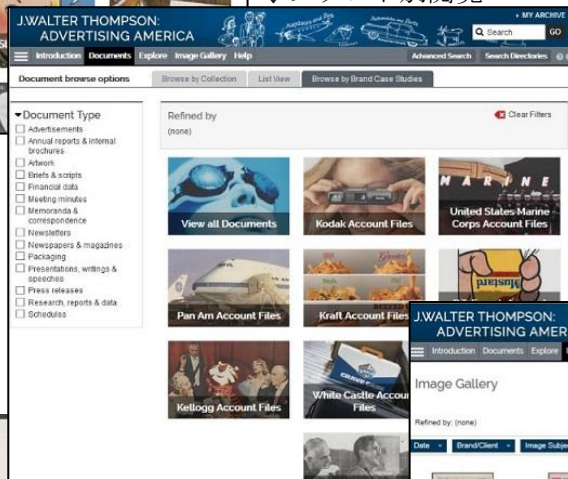 J.WALTER THOMPSON:
ADVERTISING AMERICA
MY ARCHIVE
Search
GO
Introduction Documents Explore Image Gallery Help
Advanced Search Search Directories
Document browse options
Browse by Collection
List View
Browse by Brand Case Studies
Document Type
Advertisements
Annual reports & internal
brochures
Artwork
Briefs & scripts
Financial data
Meeting minutes
Memoranda &
correspondence
Newsletters
Newspapers & magazines
Packaging
Presentations, writings &
speeches
Press releases
Research, reports & data
Schedules
Refined by
(none)
Clear Filters
View all Documents
Kodak Account Files
MARINE
United States Marine
Corps Account Files
PAN AM
Pan Am Account Files
Kraft Account Files
Mustard
Kellogg Account Files
White Castle Accou
Files
J.WALTER THOMPSON:
ADVERTISING AMER
Introduction Documents Explore
Image Gallery
Refined by: (none)
Date
Brand/Client
Image Subje